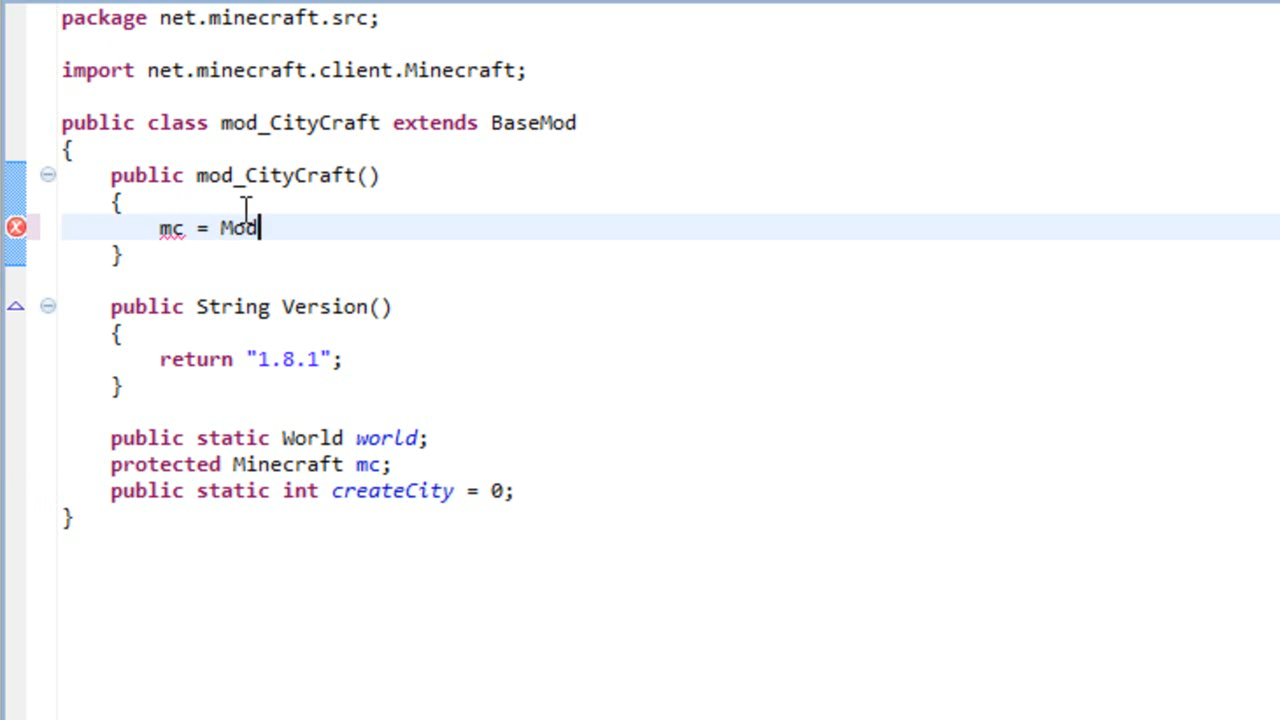 package net.minecraft.src;
import net.minecraft.client.Minecraft;
public class mod_CityCraft extends BaseMod
{
public mod_CityCraft()
{
mc = Mod
}
public String Version()
{
return "1.8.1";
}
public static World world;
protected Minecraft mc;
public static int createCity = 0;
}